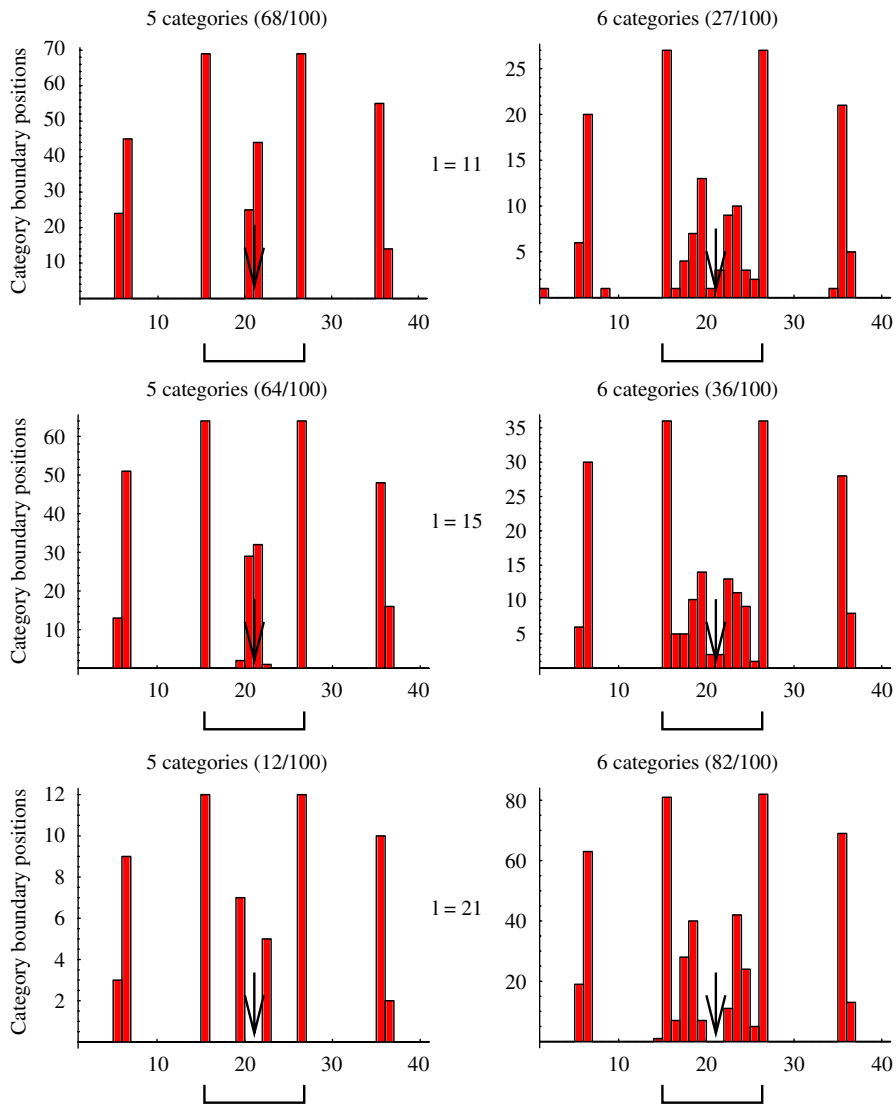 5 categories (68/100)
6 categories (27/100)
Category boundary positions
70
60
50
40
30
20
10
10 20 30 40
l = 11
25
20
15
10
5
10 20 30 40
5 categories (64/100)
6 categories (36/100)
Category boundary positions
60
50
40
30
20
10
10 20 30 40
l = 15
35
30
25
20
15
10
5
10 20 30 40
5 categories (12/100)
6 categories (82/100)
Category boundary positions
12
10
8
6
4
2
10 20 30 40
l = 21
80
60
40
20
10 20 30 40